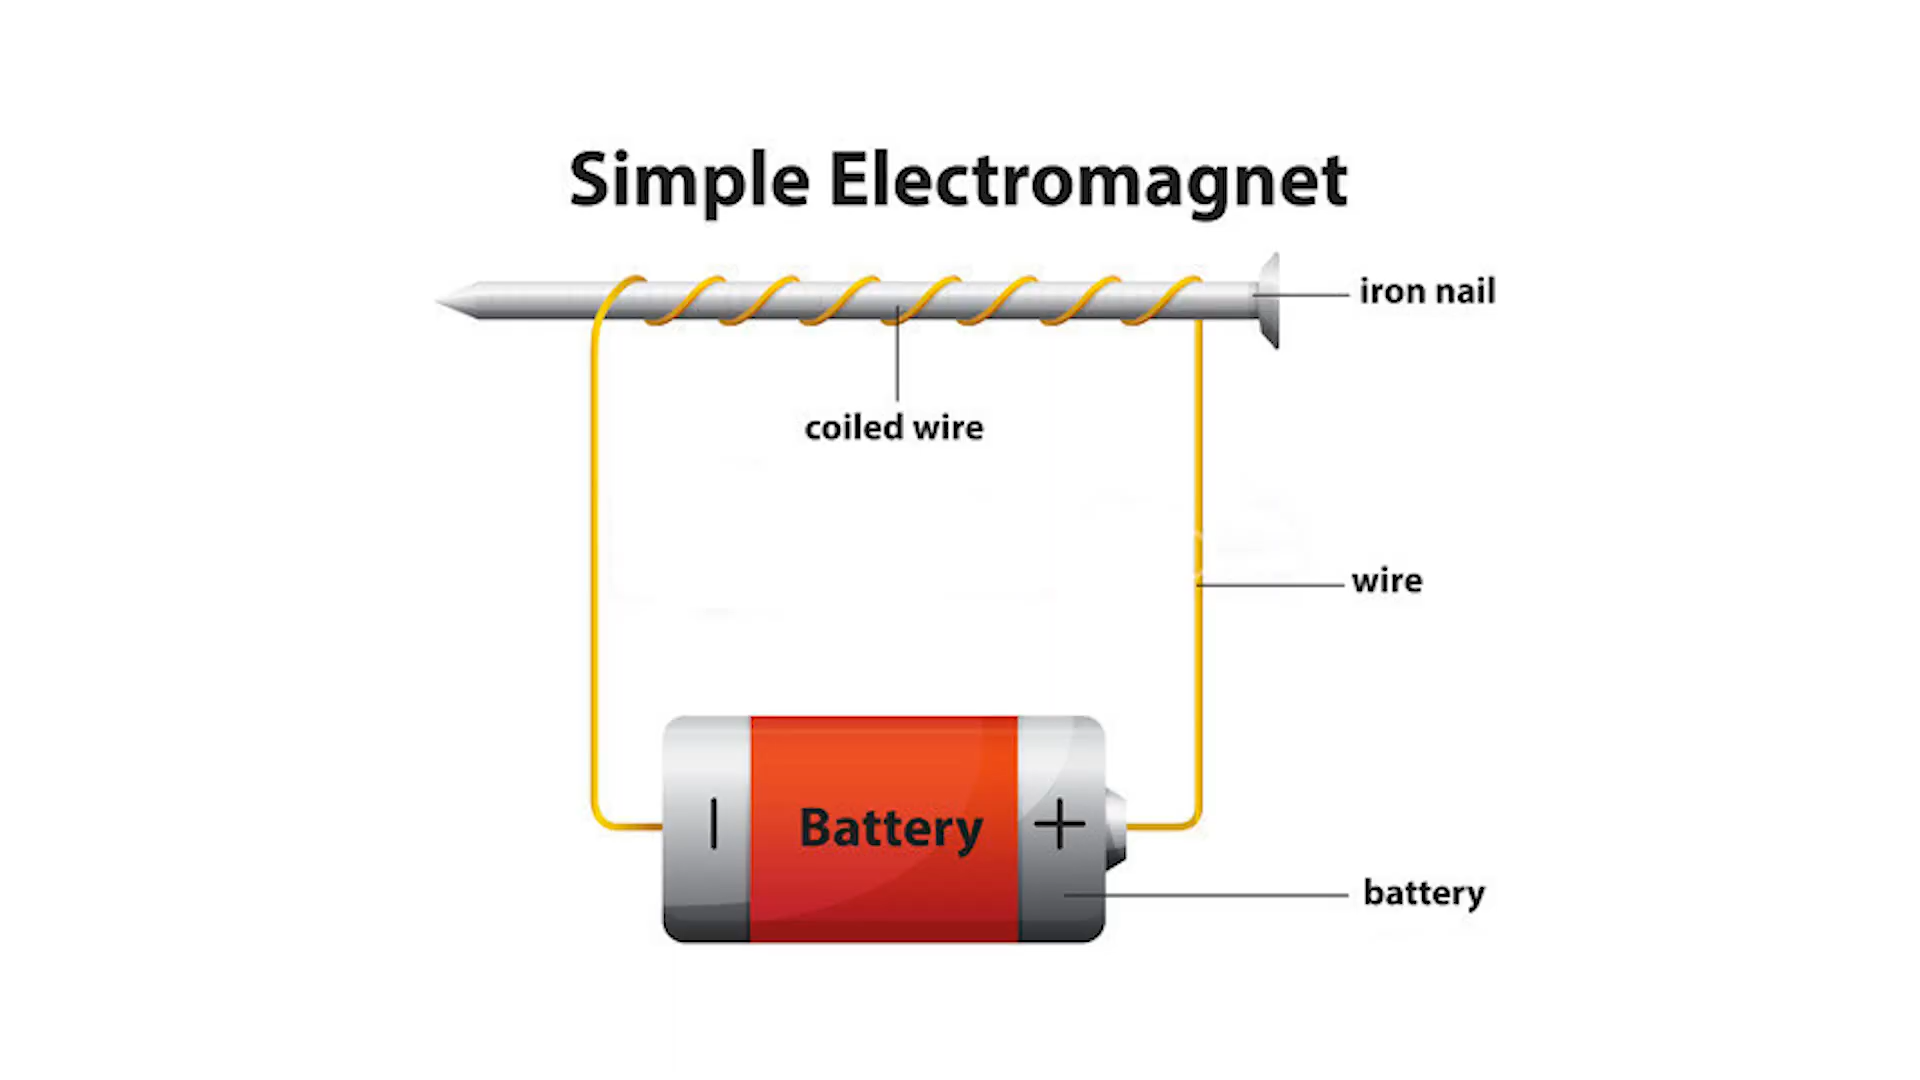 Simple Electromagnet
iron nail
coiled wire
wire
| Battery +
battery